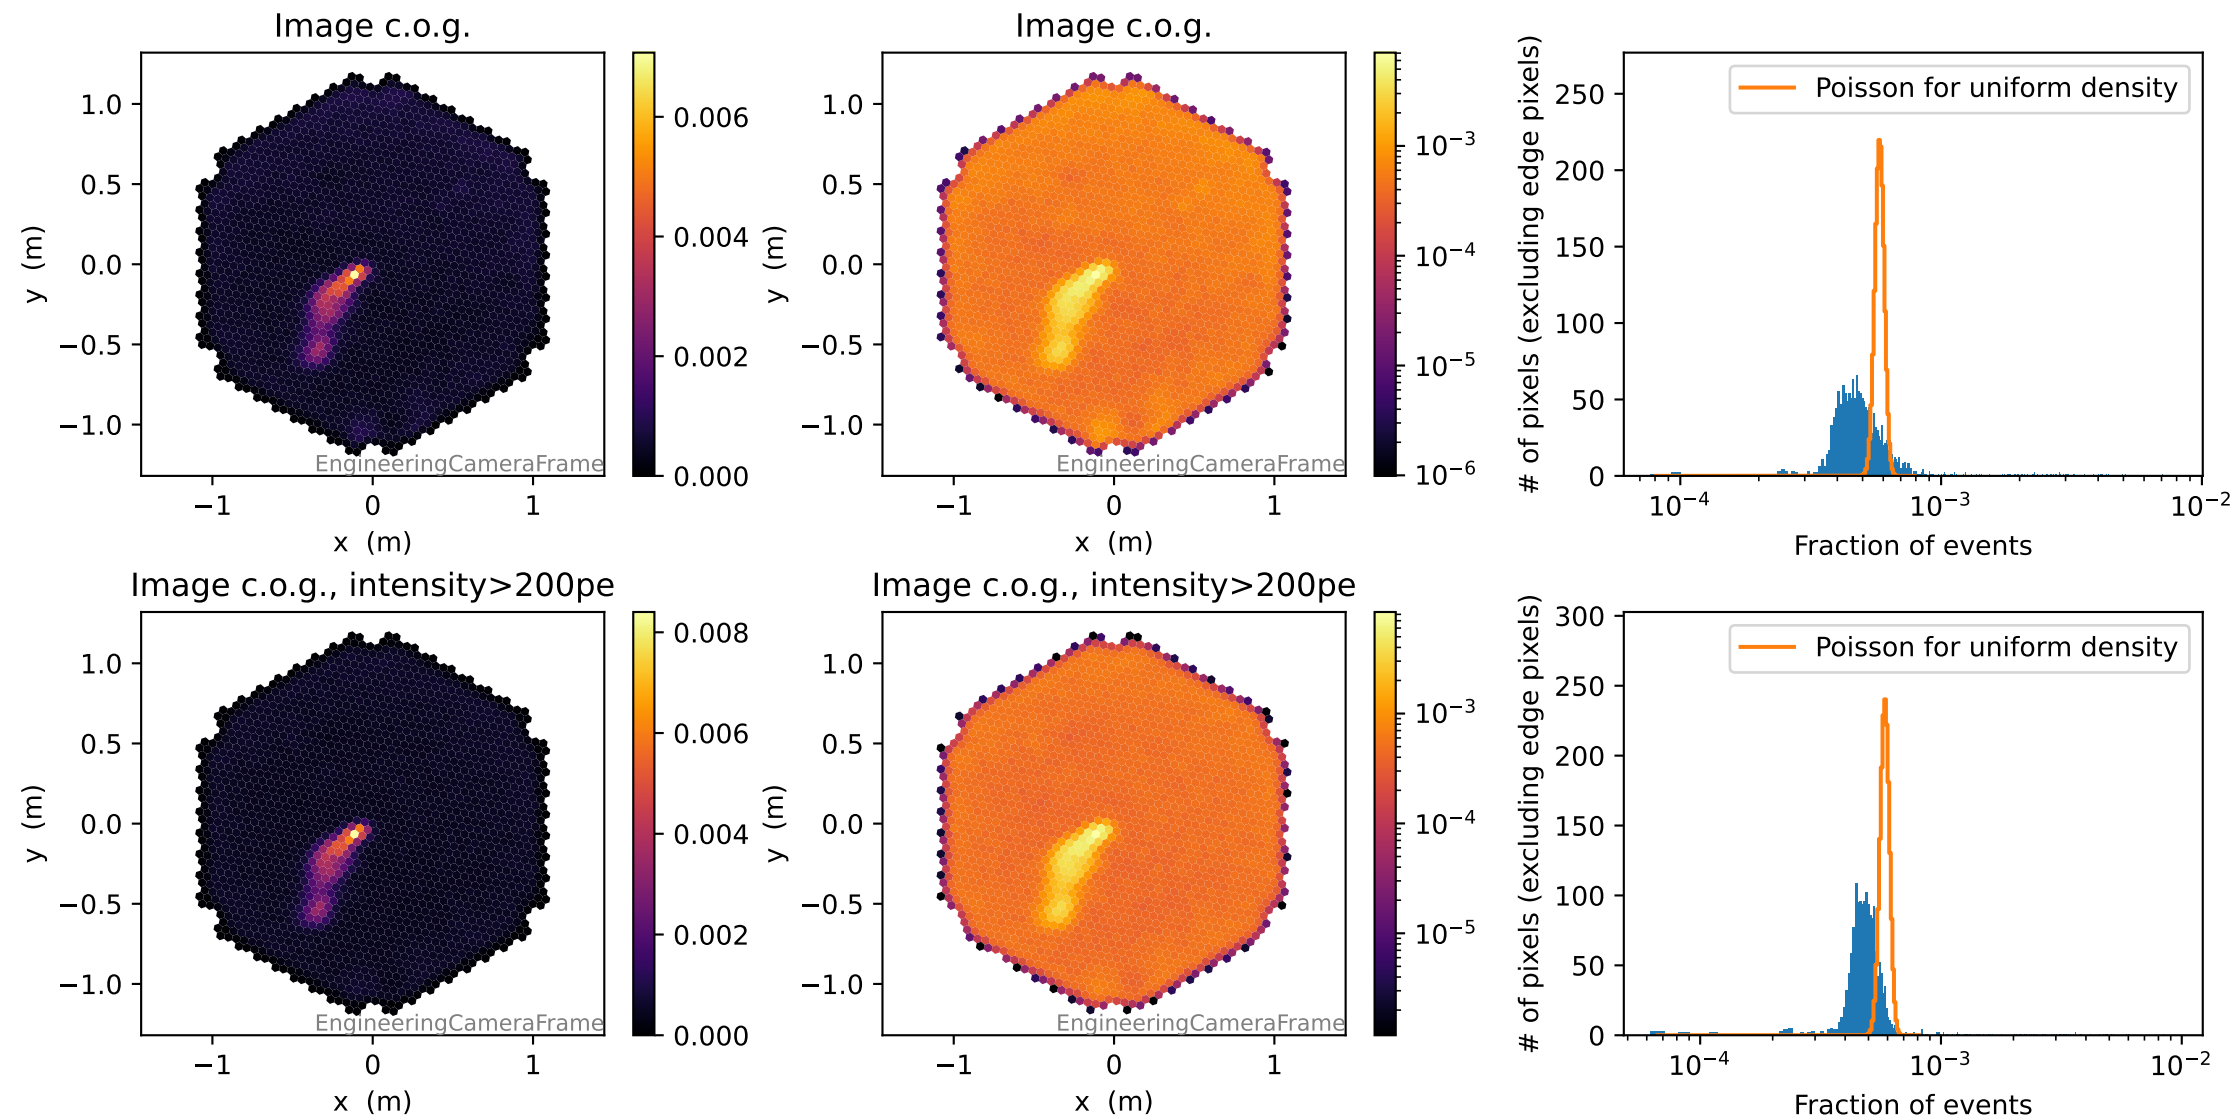 Image c.o.g.
1.0
0.5
0.0
−0.5
−1.0
y (m)
−1 0 1
x (m)
EngineeringCameraFrame
0.006
0.004
0.002
0.000
Image c.o.g.
1.0
0.5
0.0
−0.5
−1.0
y (m)
−1 0 1
x (m)
EngineeringCameraFrame
10⁻³
10⁻⁴
10⁻⁵
10⁻⁶
# of pixels (excluding edge pixels)
250
200
150
100
50
0
Poisson for uniform density
10⁻⁴ 10⁻³ 10⁻²
Fraction of events
Image c.o.g., intensity>200pe
1.0
0.5
0.0
−0.5
−1.0
y (m)
−1 0 1
x (m)
EngineeringCameraFrame
0.008
0.006
0.004
0.002
0.000
Image c.o.g., intensity>200pe
1.0
0.5
0.0
−0.5
−1.0
y (m)
−1 0 1
x (m)
EngineeringCameraFrame
10⁻³
10⁻⁴
10⁻⁵
# of pixels (excluding edge pixels)
300
250
200
150
100
50
0
Poisson for uniform density
10⁻⁴ 10⁻³ 10⁻²
Fraction of events